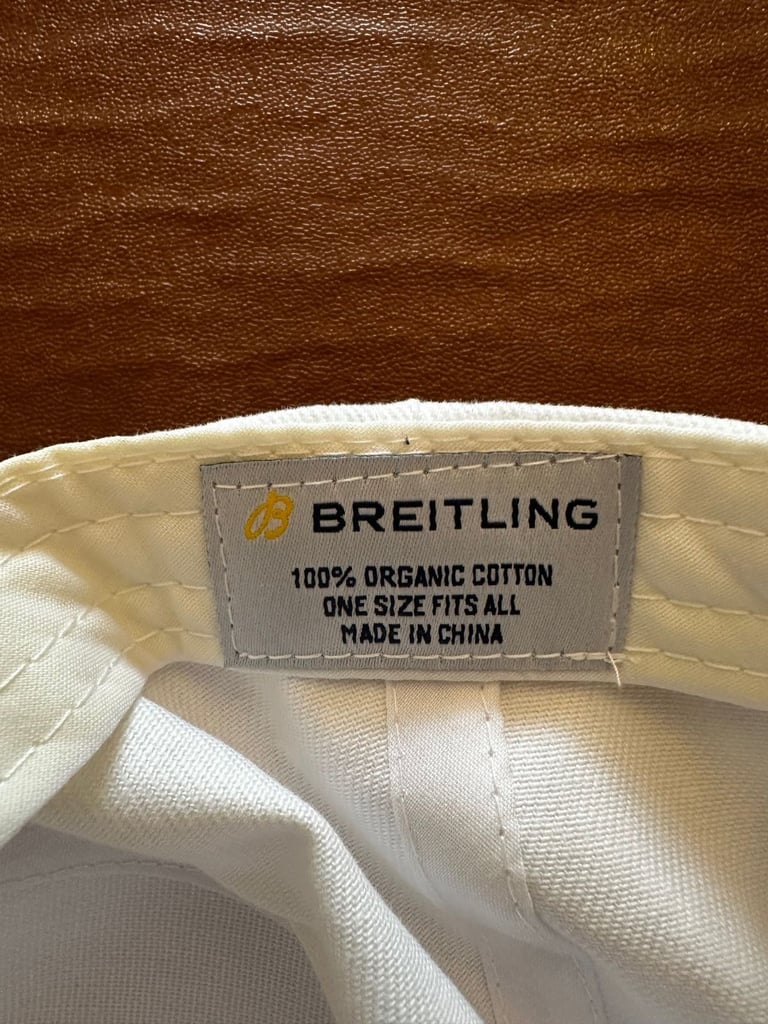 B BREITLING
100% ORGANIC COTTON
ONE SIZE FITS ALL
MADE IN CHINA